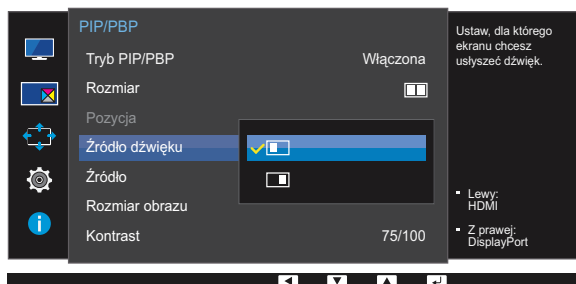 PIP/PBP
Tryb PIP/PBP Włączona
Rozmiar
Pozycja
Źródło dźwięku
Źródło
Rozmiar obrazu
Kontrast 75/100
Ustaw, dla którego
ekranu chcesz
usłyszeć dźwięk.
Lewy:
HDMI
Z prawej:
DisplayPort